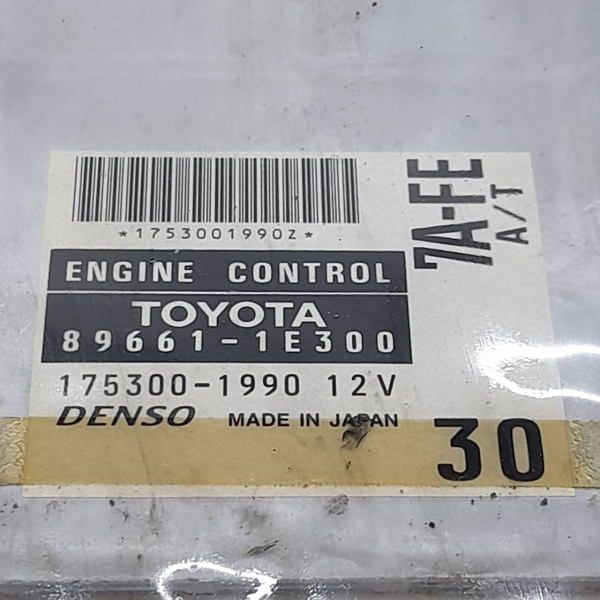 *1753001990Z*
7A-FE
A/T
ENGINE CONTROL
TOYOTA
89661-1E300
175300-1990 12V
DENSO MADE IN JAPAN
30